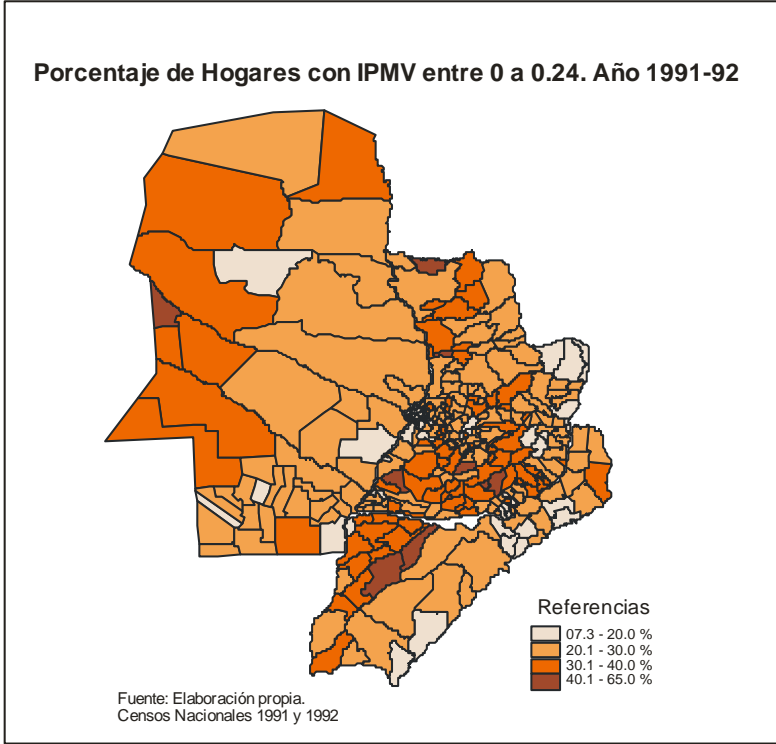 Porcentaje de Hogares con IPMV entre 0 a 0.24. Año 1991-92
Referencias
07.3 - 20.0 %
20.1 - 30.0 %
30.1 - 40.0 %
40.1 - 65.0 %
Fuente: Elaboración propia.
Censos Nacionales 1991 y 1992